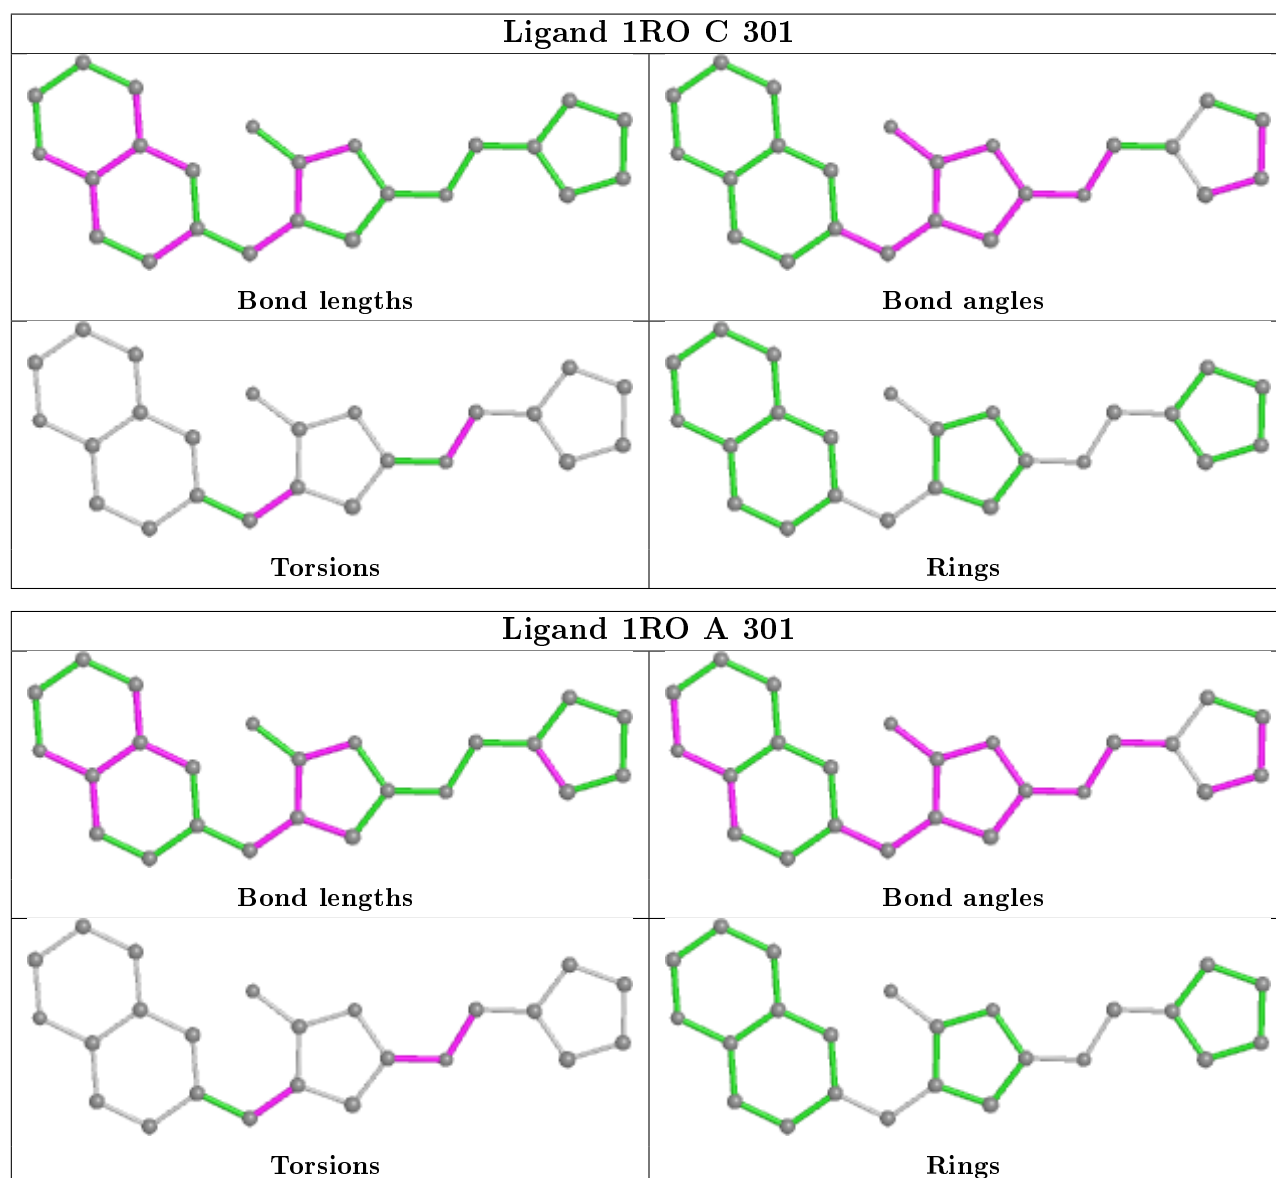 Ligand 1RO C 301
Bond lengths
Bond angles
Torsions
Rings
Ligand 1RO A 301
Bond lengths
Bond angles
Torsions
Rings